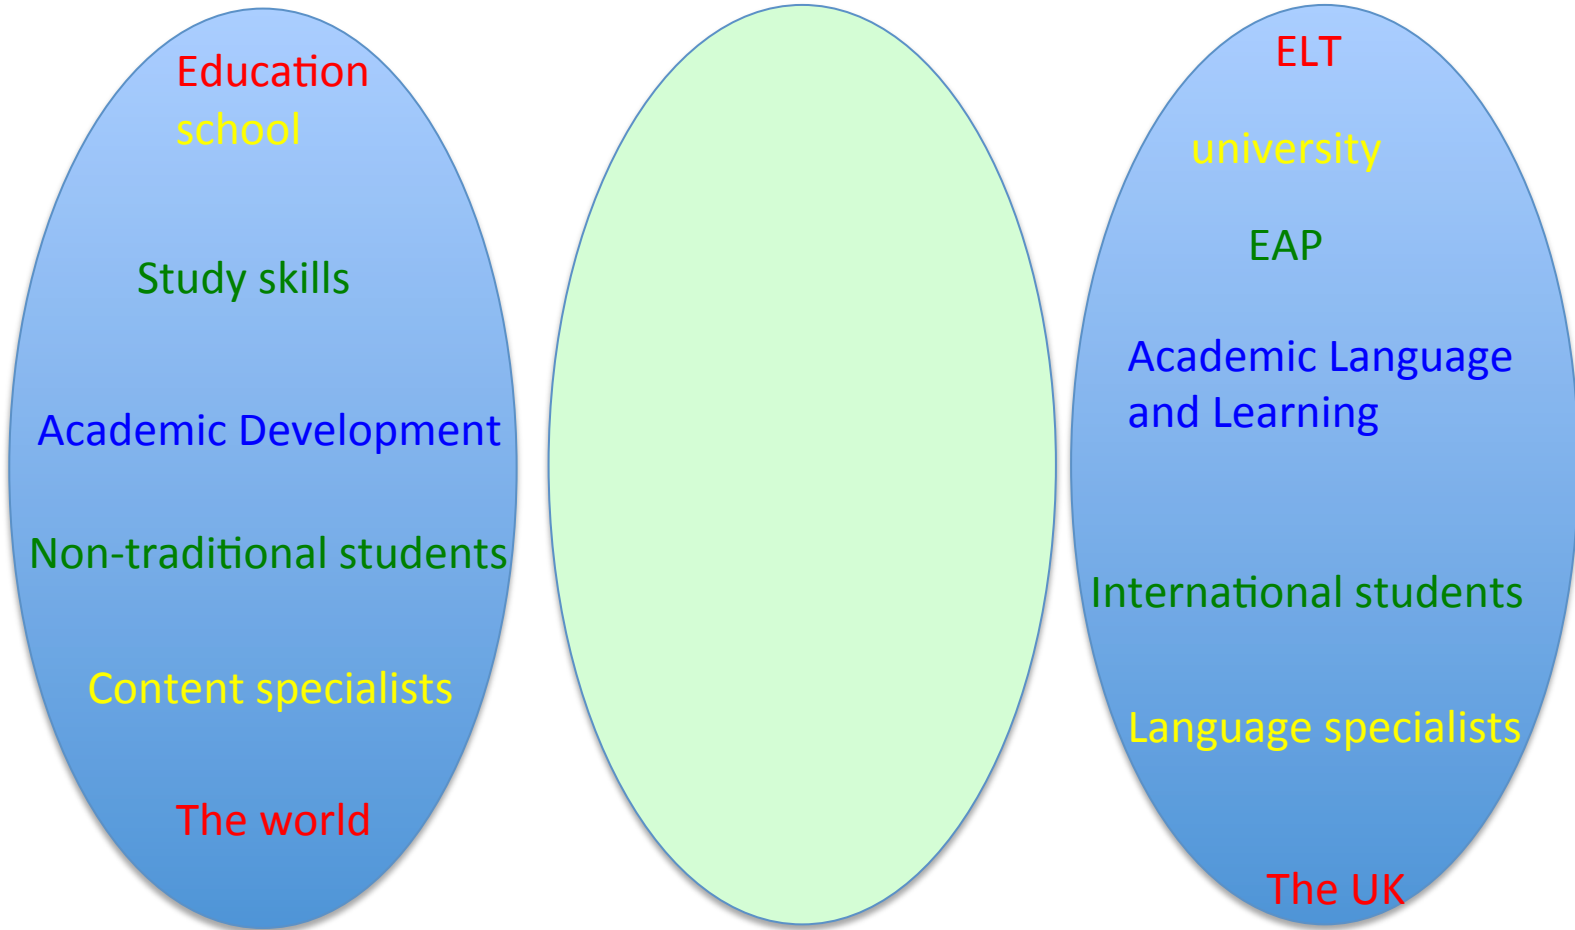 Education
school
Study skills
Academic Development
Non-traditional students
Content specialists
The world
ELT
university
EAP
Academic Language
and Learning
International students
Language specialists
The UK